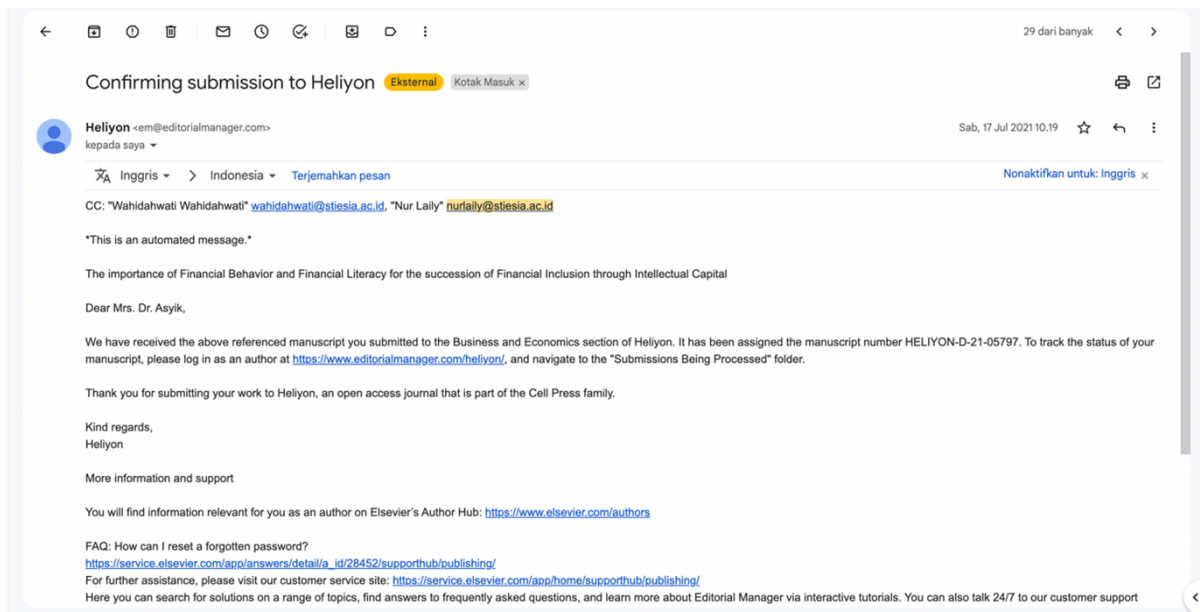 29 dari banyak
Confirming submission to Heliyon Eksternal Kotak Masuk ×
Heliyon <em@editorialmanager.com> Sab, 17 Jul 2021 10.19
kepada saya
Inggris > Indonesia Terjemahkan pesan Nonaktifkan untuk: Inggris ×
CC: "Wahidahwati Wahidahwati" wahidahwati@stiesia.ac.id, "Nur Laily" nurlaily@stiesia.ac.id
*This is an automated message.*
The importance of Financial Behavior and Financial Literacy for the succession of Financial Inclusion through Intellectual Capital
Dear Mrs. Dr. Asyik,
We have received the above referenced manuscript you submitted to the Business and Economics section of Heliyon. It has been assigned the manuscript number HELIYON-D-21-05797. To track the status of your
manuscript, please log in as an author at https://www.editorialmanager.com/heliyon/, and navigate to the "Submissions Being Processed" folder.
Thank you for submitting your work to Heliyon, an open access journal that is part of the Cell Press family.
Kind regards,
Heliyon
More information and support
You will find information relevant for you as an author on Elsevier's Author Hub: https://www.elsevier.com/authors
FAQ: How can I reset a forgotten password?
https://service.elsevier.com/app/answers/detail/a_id/28452/supporthub/publishing/
For further assistance, please visit our customer service site: https://service.elsevier.com/app/home/supporthub/publishing/
Here you can search for solutions on a range of topics, find answers to frequently asked questions, and learn more about Editorial Manager via interactive tutorials. You can also talk 24/7 to our customer support